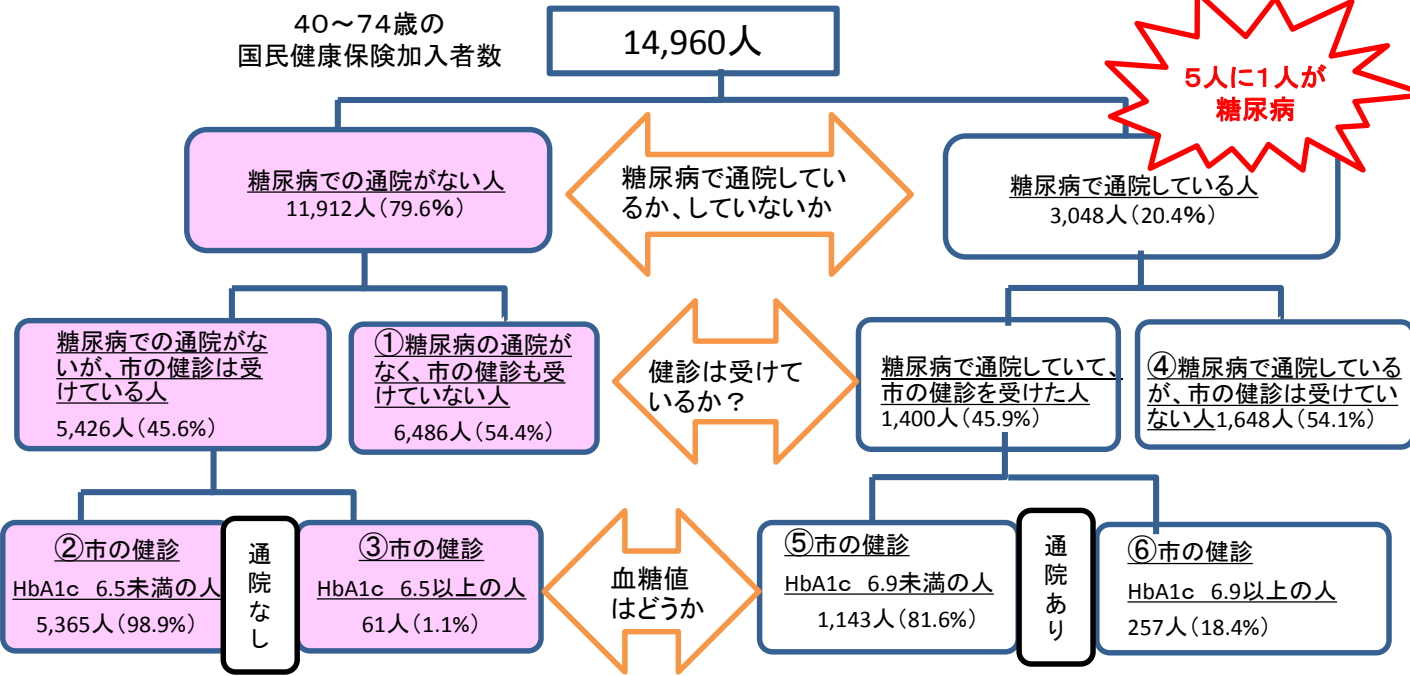 40～74歳の
国民健康保険加入者数
14,960人
5人に1人が
糖尿病
糖尿病での通院がない人
11,912人(79.6%)
糖尿病で通院してい
るか、していないか
糖尿病で通院している人
3,048人(20.4%)
糖尿病での通院がな
いが、市の健診は受
けている人
5,426人(45.6%)
①糖尿病の通院が
なく、市の健診も受
けていない人
6,486人(54.4%)
健診は受けて
いるか？
糖尿病で通院していて、
市の健診を受けた人
1,400人(45.9%)
④糖尿病で通院している
が、市の健診は受けてい
ない人1,648人(54.1%)
②市の健診
HbA1c 6.5未満の人
5,365人(98.9%)
通院なし
③市の健診
HbA1c 6.5以上の人
61人(1.1%)
血糖値
はどうか
⑤市の健診
HbA1c 6.9未満の人
1,143人(81.6%)
通院あり
⑥市の健診
HbA1c 6.9以上の人
257人(18.4%)